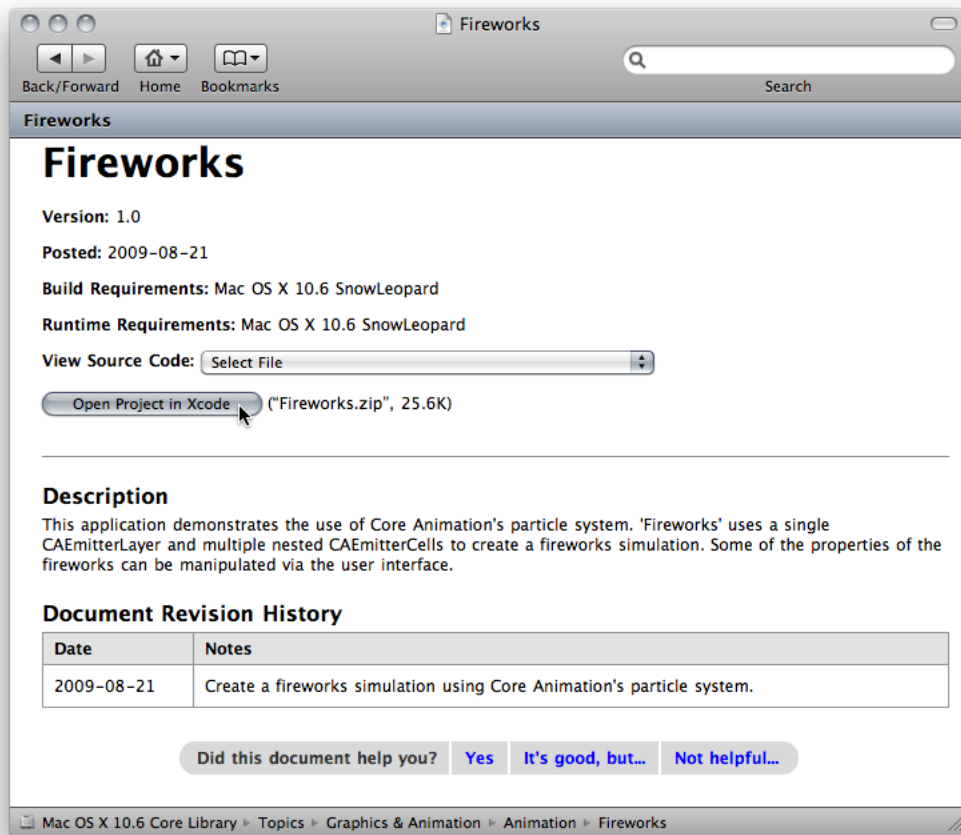 Fireworks
Back/Forward Home Bookmarks Search
Fireworks
Fireworks
Version: 1.0
Posted: 2009-08-21
Build Requirements: Mac OS X 10.6 SnowLeopard
Runtime Requirements: Mac OS X 10.6 SnowLeopard
View Source Code: Select File
Open Project in Xcode ("Fireworks.zip", 25.6K)
Description
This application demonstrates the use of Core Animation's particle system. 'Fireworks' uses a single
CAEmitterLayer and multiple nested CAEmitterCells to create a fireworks simulation. Some of the properties of the
fireworks can be manipulated via the user interface.
Document Revision History
Date Notes
2009-08-21 Create a fireworks simulation using Core Animation's particle system.
Did this document help you? Yes It's good, but... Not helpful...
Mac OS X 10.6 Core Library ▸ Topics ▸ Graphics & Animation ▸ Animation ▸ Fireworks